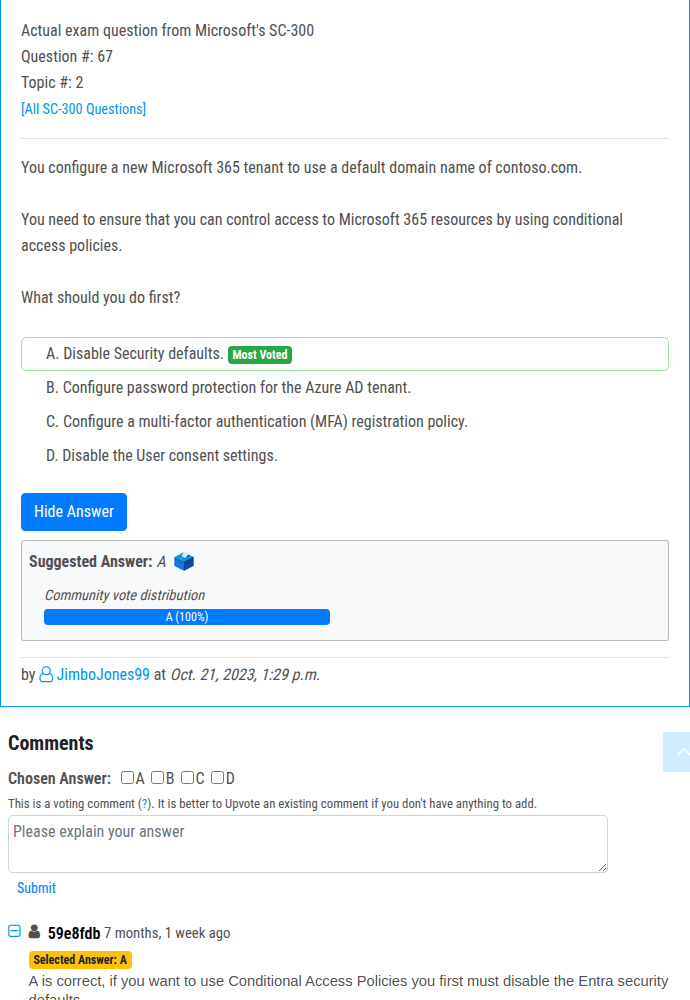 Actual exam question from Microsoft's SC-300
Question #: 67
Topic #: 2
[All SC-300 Questions]
You configure a new Microsoft 365 tenant to use a default domain name of contoso.com.
You need to ensure that you can control access to Microsoft 365 resources by using conditional
access policies.
What should you do first?
A. Disable Security defaults. Most Voted
B. Configure password protection for the Azure AD tenant.
C. Configure a multi-factor authentication (MFA) registration policy.
D. Disable the User consent settings.
Hide Answer
Suggested Answer: A
Community vote distribution
A (100%)
by JimboJones99 at Oct. 21, 2023, 1:29 p.m.
Comments
Chosen Answer: A B C D
This is a voting comment (?). It is better to Upvote an existing comment if you don't have anything to add.
Please explain your answer
Submit
59e8fdb 7 months, 1 week ago
Selected Answer: A
A is correct, if you want to use Conditional Access Policies you first must disable the Entra security
defaults